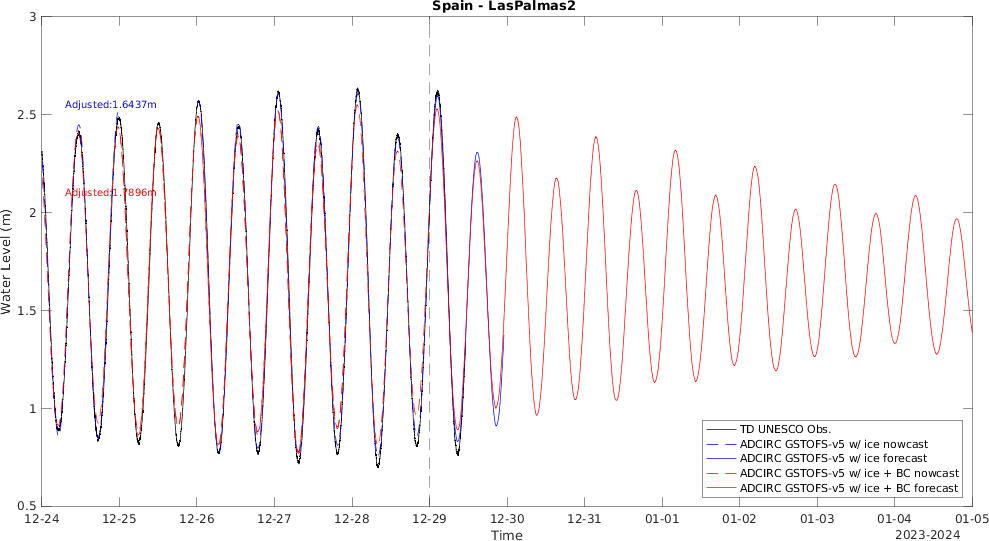 Spain - LasPalmas2
3
2.5
2
1.5
1
0.5
Water Level (m)
Adjusted:1.6437m
Adjusted:1.7896m
TD UNESCO Obs.
ADCIRC GSTOFS-v5 w/ ice nowcast
ADCIRC GSTOFS-v5 w/ ice forecast
ADCIRC GSTOFS-v5 w/ ice + BC nowcast
ADCIRC GSTOFS-v5 w/ ice + BC forecast
12-24 12-25 12-26 12-27 12-28 12-29 12-30 12-31 01-01 01-02 01-03 01-04 01-05
Time
2023-2024